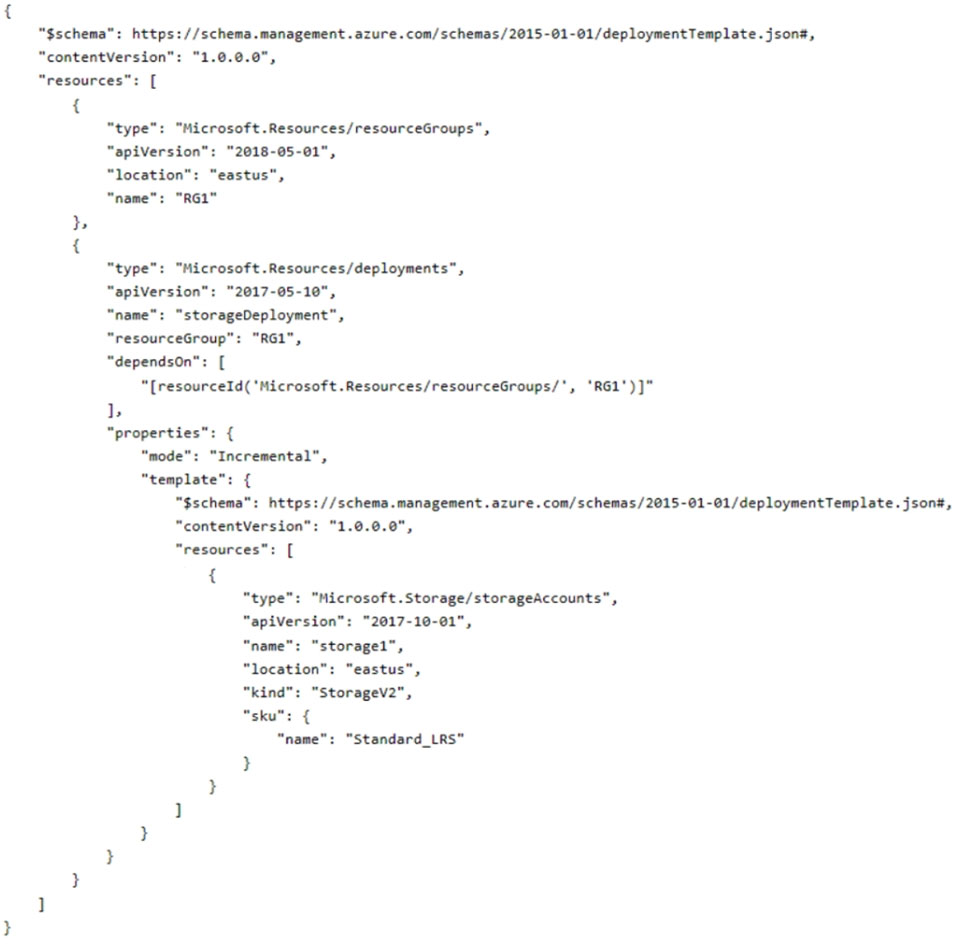 {
    "$schema": https://schema.management.azure.com/schemas/2015-01-01/deploymentTemplate.json#,
    "contentVersion": "1.0.0.0",
    "resources": [
        {
            "type": "Microsoft.Resources/resourceGroups",
            "apiVersion": "2018-05-01",
            "location": "eastus",
            "name": "RG1"
        },
        {
            "type": "Microsoft.Resources/deployments",
            "apiVersion": "2017-05-10",
            "name": "storageDeployment",
            "resourceGroup": "RG1",
            "dependsOn": [
                "[resourceId('Microsoft.Resources/resourceGroups/', 'RG1')]"
            ],
            "properties": {
                "mode": "Incremental",
                "template": {
                    "$schema": https://schema.management.azure.com/schemas/2015-01-01/deploymentTemplate.json#,
                    "contentVersion": "1.0.0.0",
                    "resources": [
                        {
                            "type": "Microsoft.Storage/storageAccounts",
                            "apiVersion": "2017-10-01",
                            "name": "storage1",
                            "location": "eastus",
                            "kind": "StorageV2",
                            "sku": {
                                "name": "Standard_LRS"
                            }
                        }
                    ]
                }
            }
        }
    ]
}